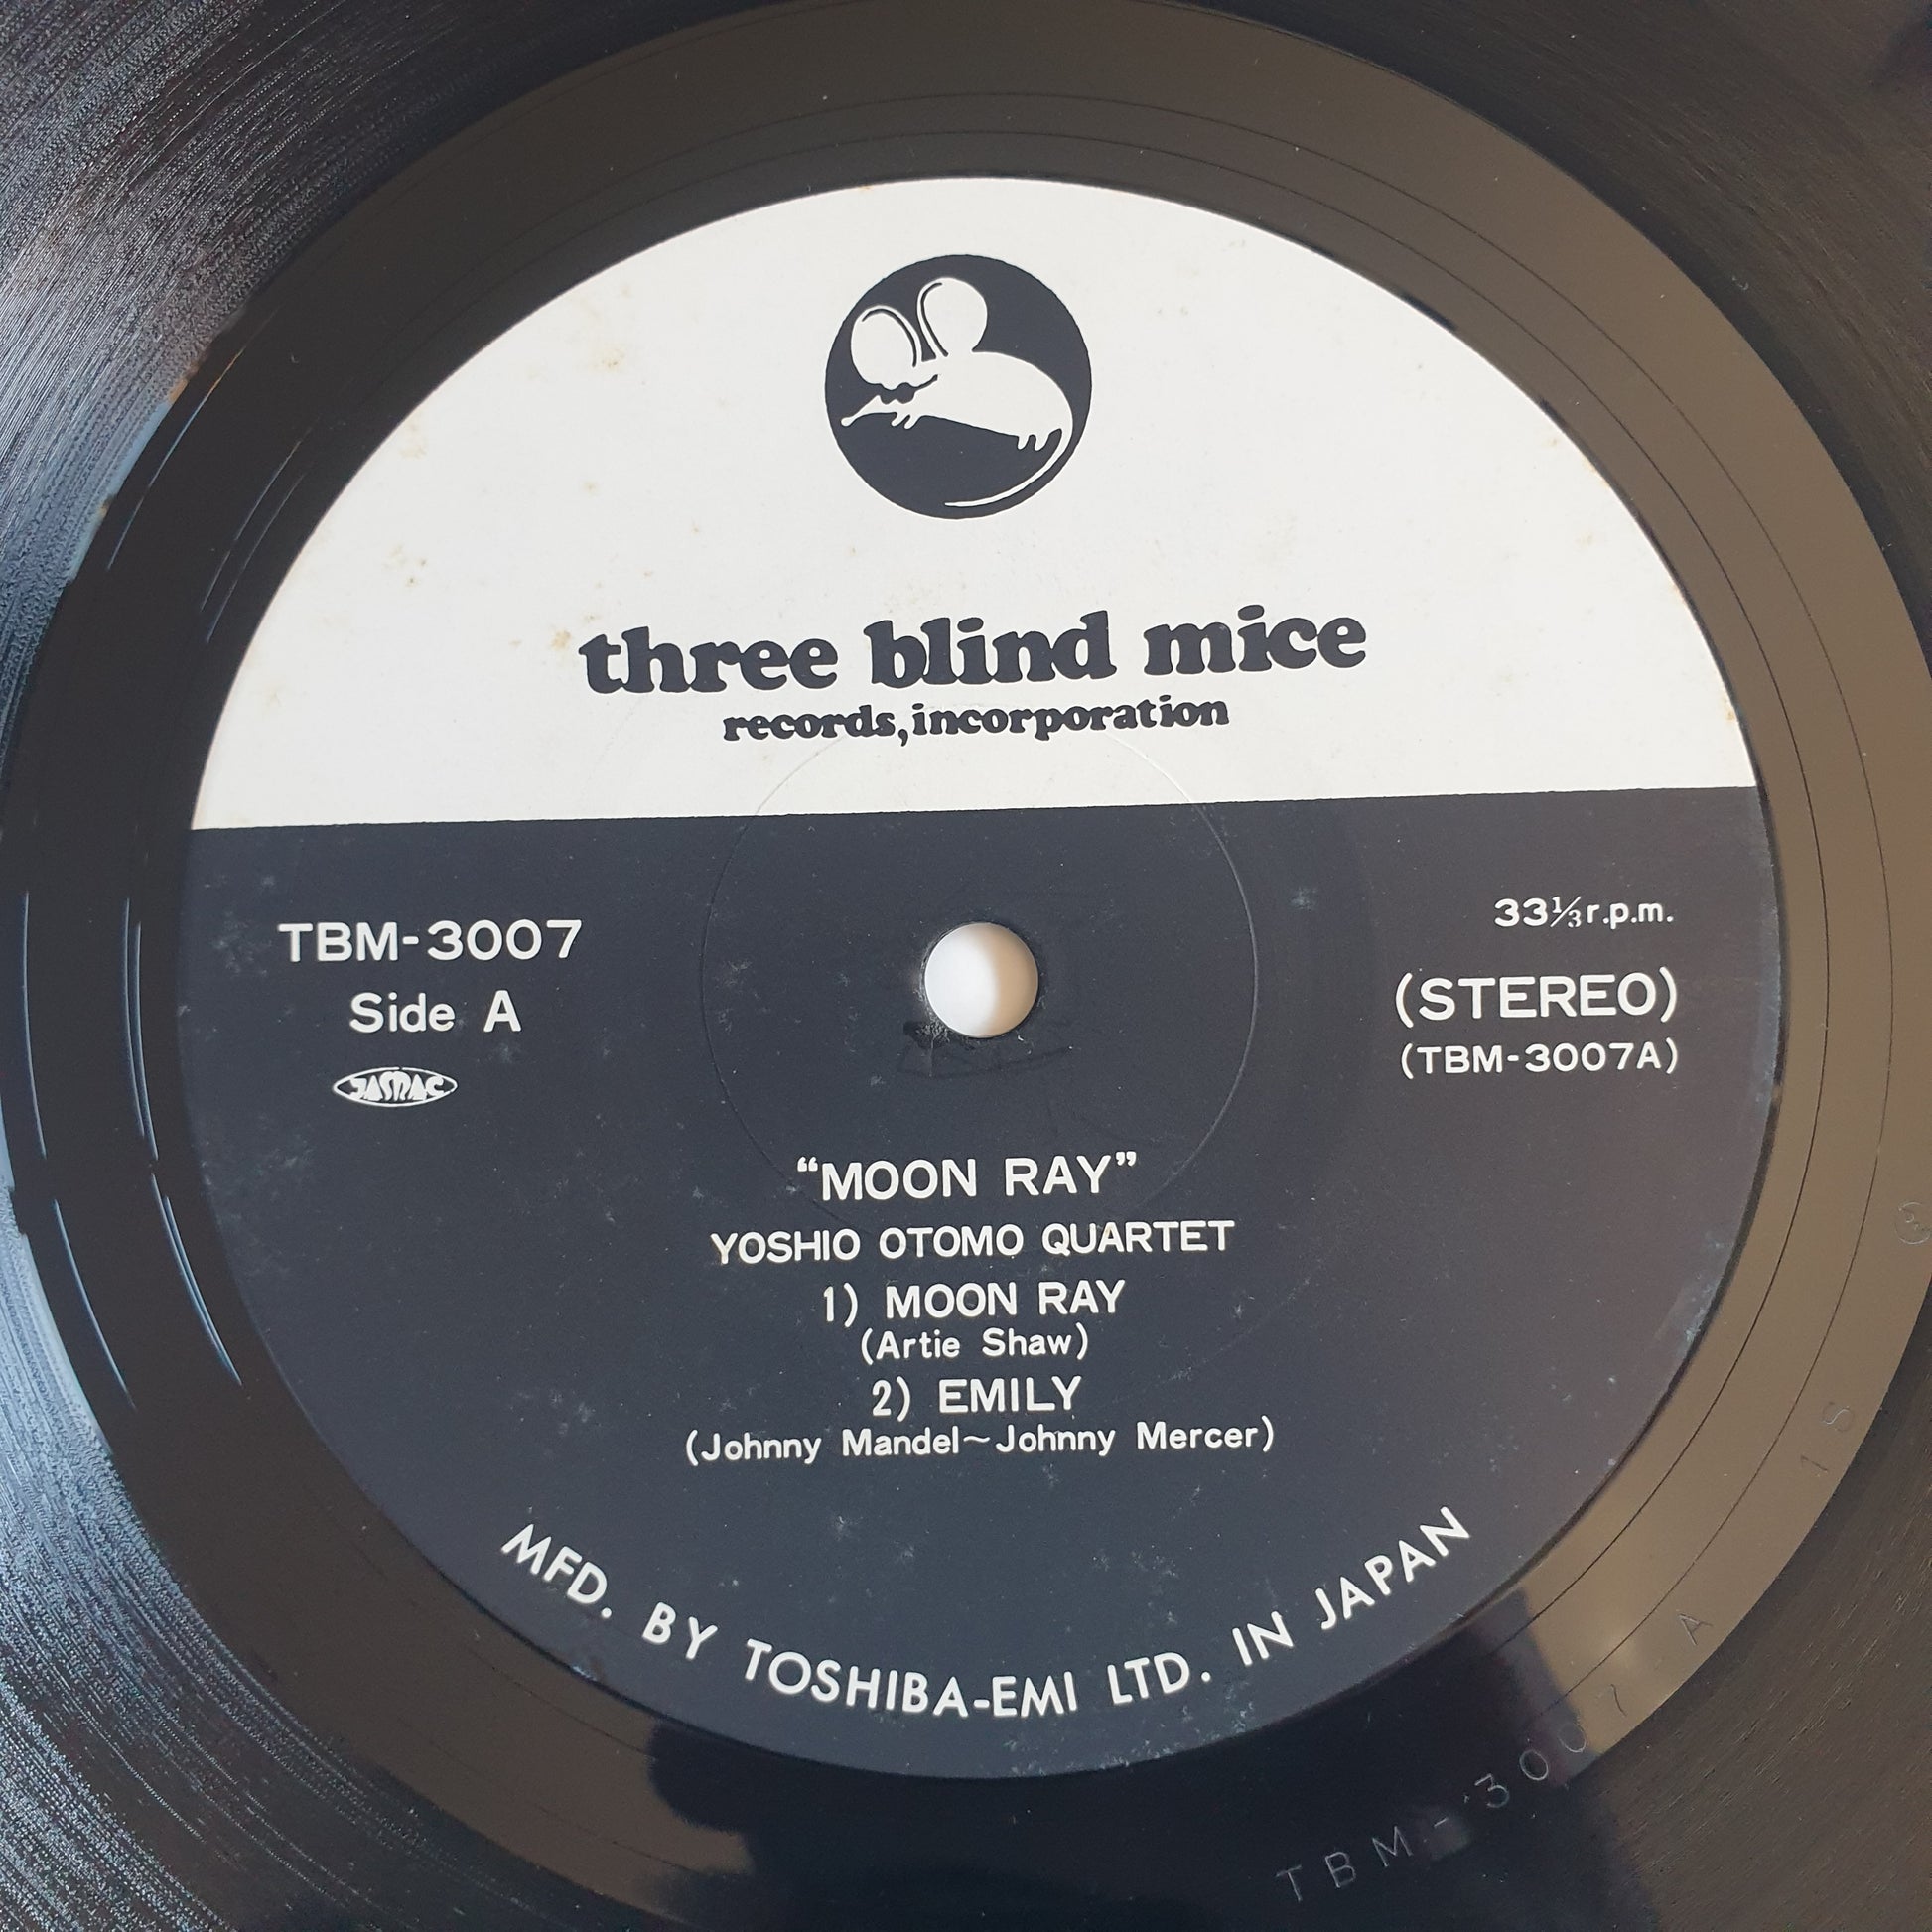 three blind mice
records, incorporation
TBM-3007
Side A
JASRAC
33⅓ r.p.m.
(STEREO)
(TBM-3007A)
“MOON RAY”
YOSHIO OTOMO QUARTET
1) MOON RAY
(Artie Shaw)
2) EMILY
(Johnny Mandel~Johnny Mercer)
MFD. BY TOSHIBA-EMI LTD. IN JAPAN
TBM-3007 A 1S